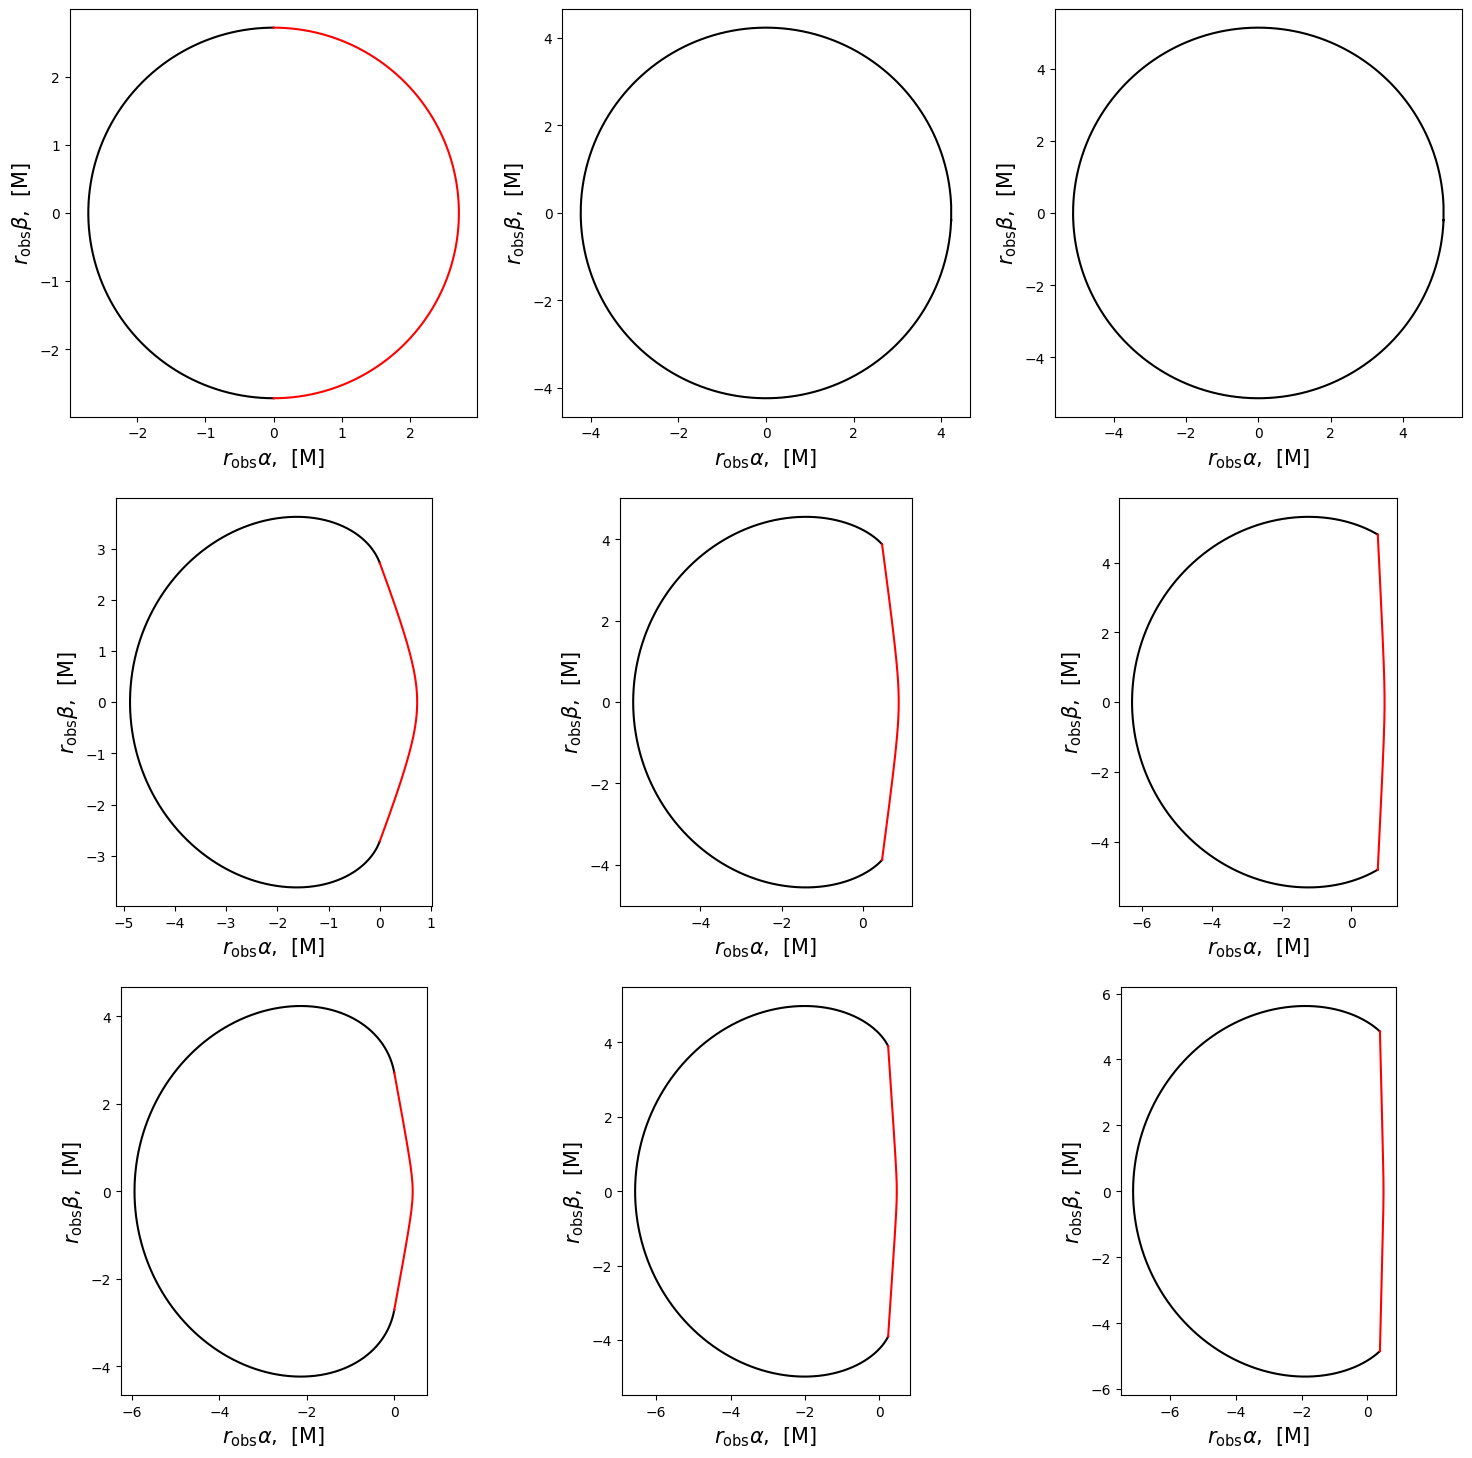 2
1
0
−1
−2
r_obs β, [M]
−2 −1 0 1 2
r_obs α, [M]
4
2
0
−2
−4
r_obs β, [M]
−4 −2 0 2 4
r_obs α, [M]
4
2
0
−2
−4
r_obs β, [M]
−4 −2 0 2 4
r_obs α, [M]
3
2
1
0
−1
−2
−3
r_obs β, [M]
−5 −4 −3 −2 −1 0 1
r_obs α, [M]
4
2
0
−2
−4
r_obs β, [M]
−4 −2 0
r_obs α, [M]
4
2
0
−2
−4
r_obs β, [M]
−6 −4 −2 0
r_obs α, [M]
4
2
0
−2
−4
r_obs β, [M]
−6 −4 −2 0
r_obs α, [M]
4
2
0
−2
−4
r_obs β, [M]
−6 −4 −2 0
r_obs α, [M]
6
4
2
0
−2
−4
−6
r_obs β, [M]
−6 −4 −2 0
r_obs α, [M]